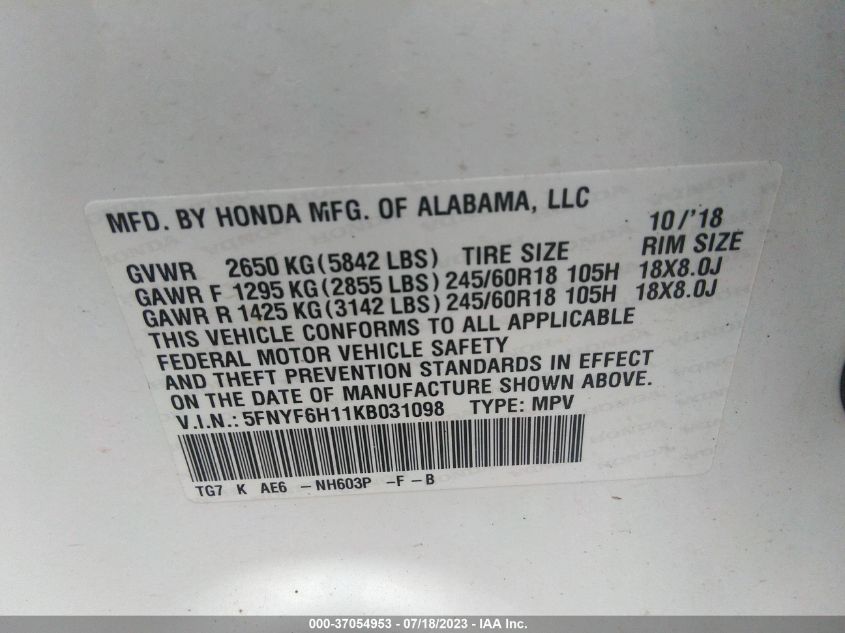 MFD. BY HONDA MFG. OF ALABAMA, LLC 10/'18
GVWR 2650 KG (5842 LBS) TIRE SIZE RIM SIZE
GAWR F 1295 KG (2855 LBS) 245/60R18 105H 18X8.0J
GAWR R 1425 KG (3142 LBS) 245/60R18 105H 18X8.0J
THIS VEHICLE CONFORMS TO ALL APPLICABLE
FEDERAL MOTOR VEHICLE SAFETY
AND THEFT PREVENTION STANDARDS IN EFFECT
ON THE DATE OF MANUFACTURE SHOWN ABOVE.
V.I.N.: 5FNYF6H11KB031098 TYPE: MPV
TG7 K AE6 -NH603P -F-B
000-37054953 - 07/18/2023 - IAA Inc.